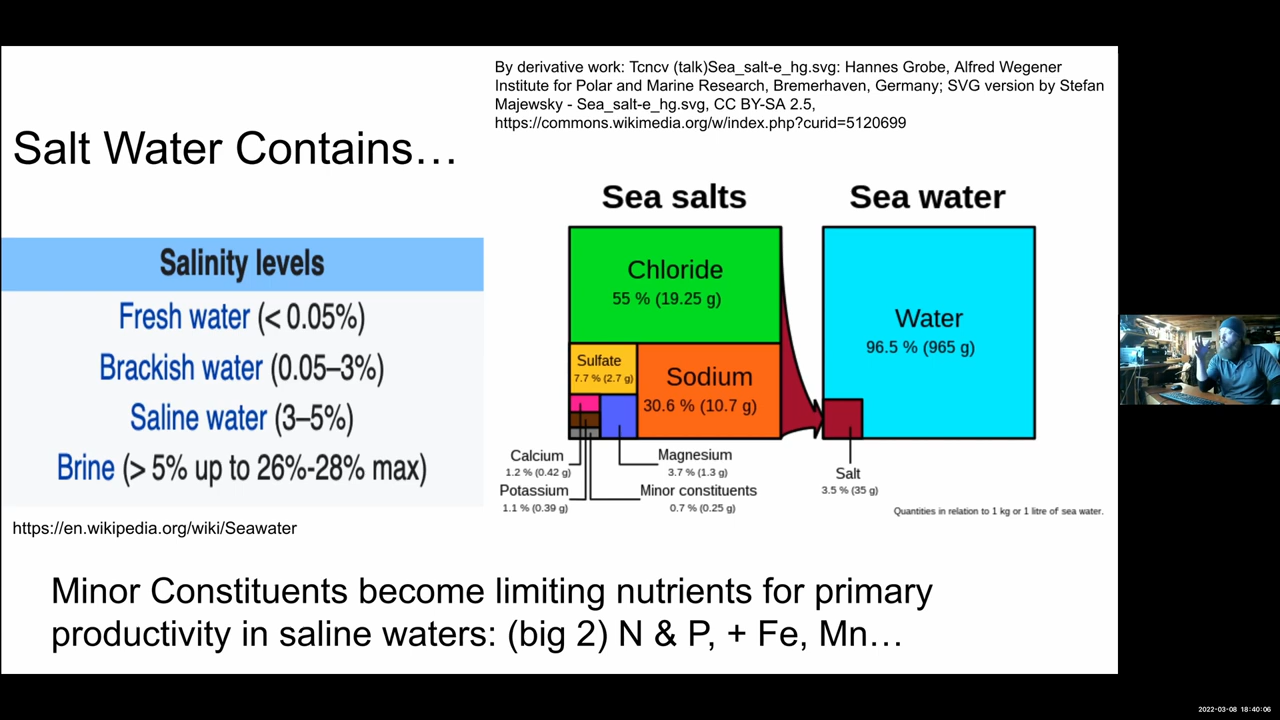 By derivative work: Tcncv (talk)Sea_salt-e_hg.svg: Hannes Grobe, Alfred Wegener
Institute for Polar and Marine Research, Bremerhaven, Germany; SVG version by Stefan
Majewsky - Sea_salt-e_hg.svg, CC BY-SA 2.5,
https://commons.wikimedia.org/w/index.php?curid=5120699
Salt Water Contains…
Salinity levels
Fresh water (< 0.05%)
Brackish water (0.05–3%)
Saline water (3–5%)
Brine (> 5% up to 26%-28% max)
https://en.wikipedia.org/wiki/Seawater
Sea salts
Chloride
55 % (19.25 g)
Sulfate
7.7 % (2.7 g)
Sodium
30.6 % (10.7 g)
Calcium
1.2 % (0.42 g)
Potassium
1.1 % (0.39 g)
Magnesium
3.7 % (1.3 g)
Minor constituents
0.7 % (0.25 g)
Sea water
Water
96.5 % (965 g)
Salt
3.5 % (35 g)
Quantities in relation to 1 kg or 1 litre of sea water.
Minor Constituents become limiting nutrients for primary
productivity in saline waters: (big 2) N & P, + Fe, Mn…
2022-03-08 18:40:06